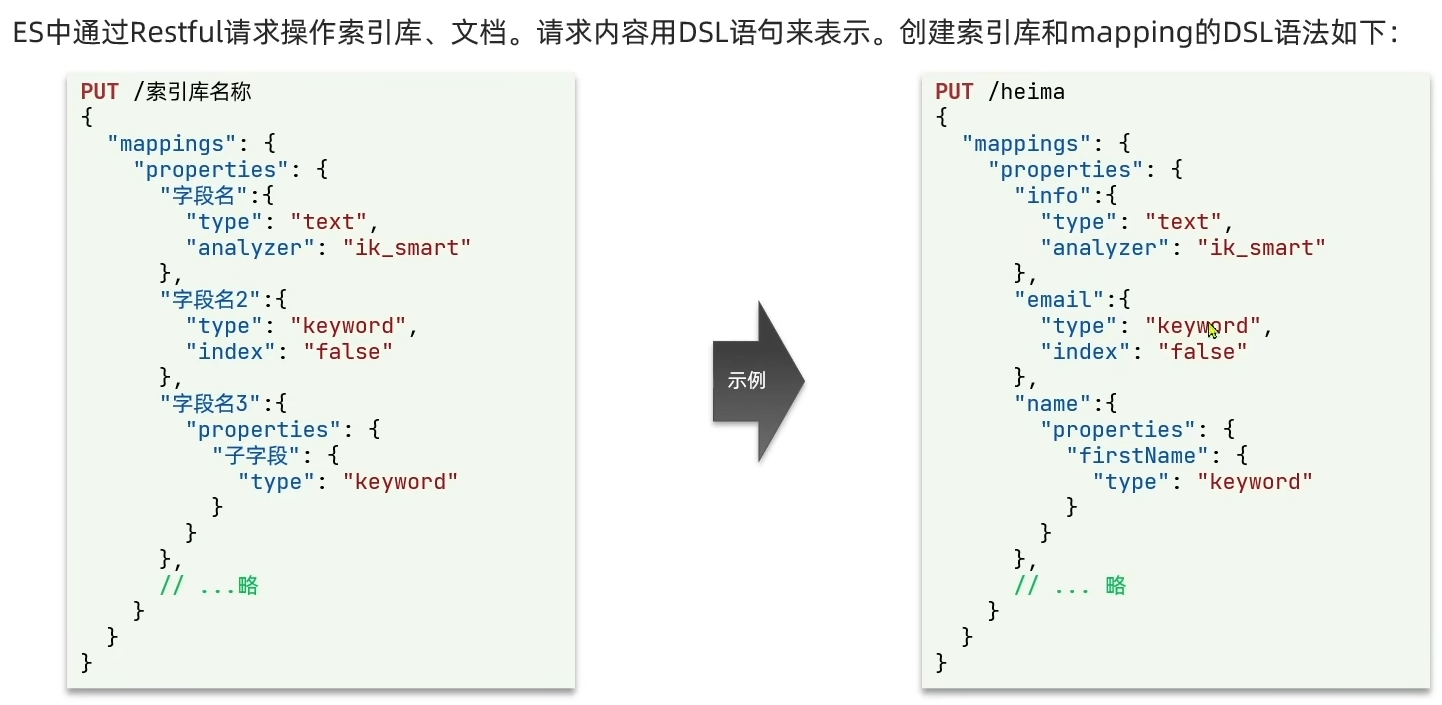 ES中通过Restful请求操作索引库、文档。请求内容用DSL语句来表示。创建索引库和mapping的DSL语法如下：
PUT /索引库名称
{
  "mappings": {
    "properties": {
      "字段名":{
        "type": "text",
        "analyzer": "ik_smart"
      },
      "字段名2":{
        "type": "keyword",
        "index": "false"
      },
      "字段名3":{
        "properties": {
          "子字段": {
            "type": "keyword"
          }
        }
      },
      // ...略
    }
  }
}
示例
PUT /heima
{
  "mappings": {
    "properties": {
      "info":{
        "type": "text",
        "analyzer": "ik_smart"
      },
      "email":{
        "type": "keyword",
        "index": "false"
      },
      "name":{
        "properties": {
          "firstName": {
            "type": "keyword"
          }
        }
      },
      // ... 略
    }
  }
}